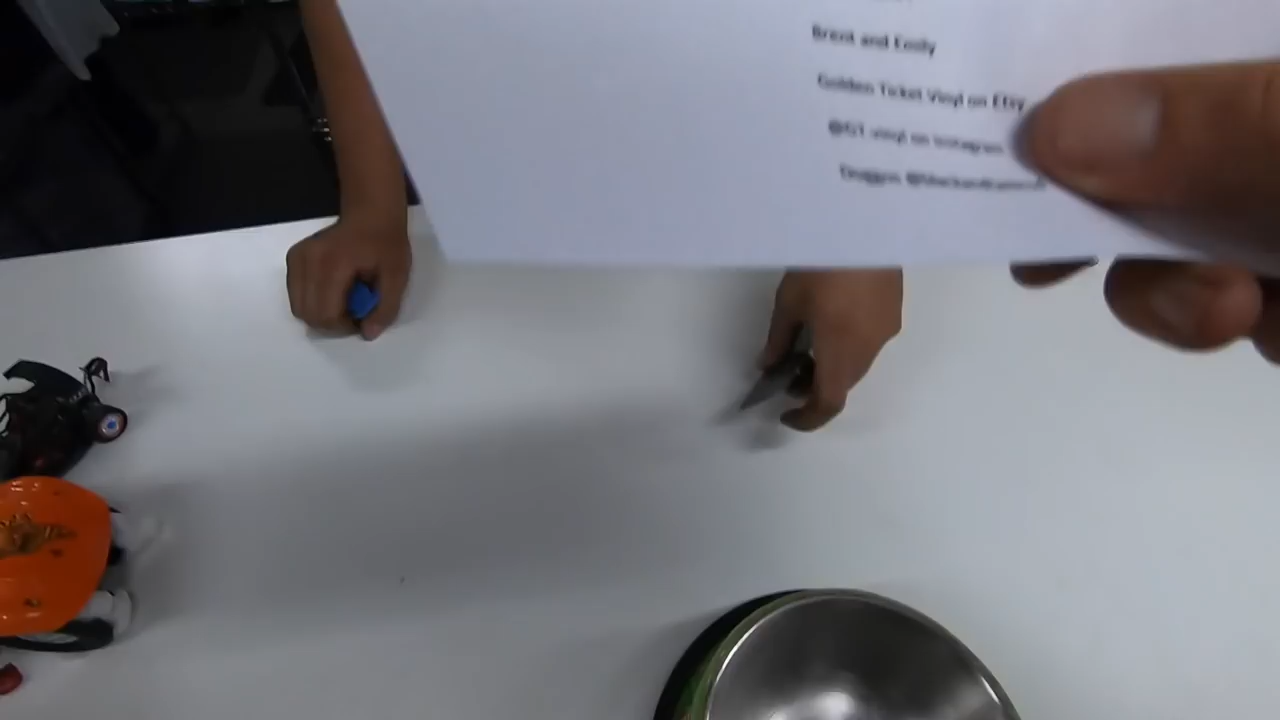 Brent and Emily
Golden Ticket Vinyl on Etsy
@GT vinyl on Instagram